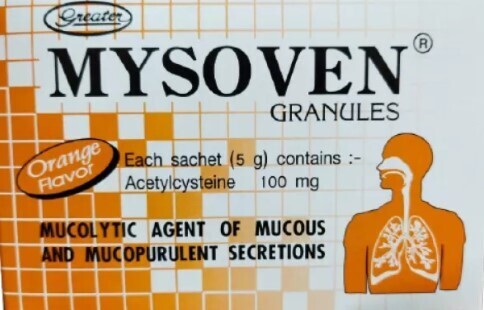 Greater
MYSOVEN®
GRANULES
Orange
Flavor
Each sachet (5 g) contains :-
Acetylcysteine 100 mg
MUCOLYTIC AGENT OF MUCOUS
AND MUCOPURULENT SECRETIONS